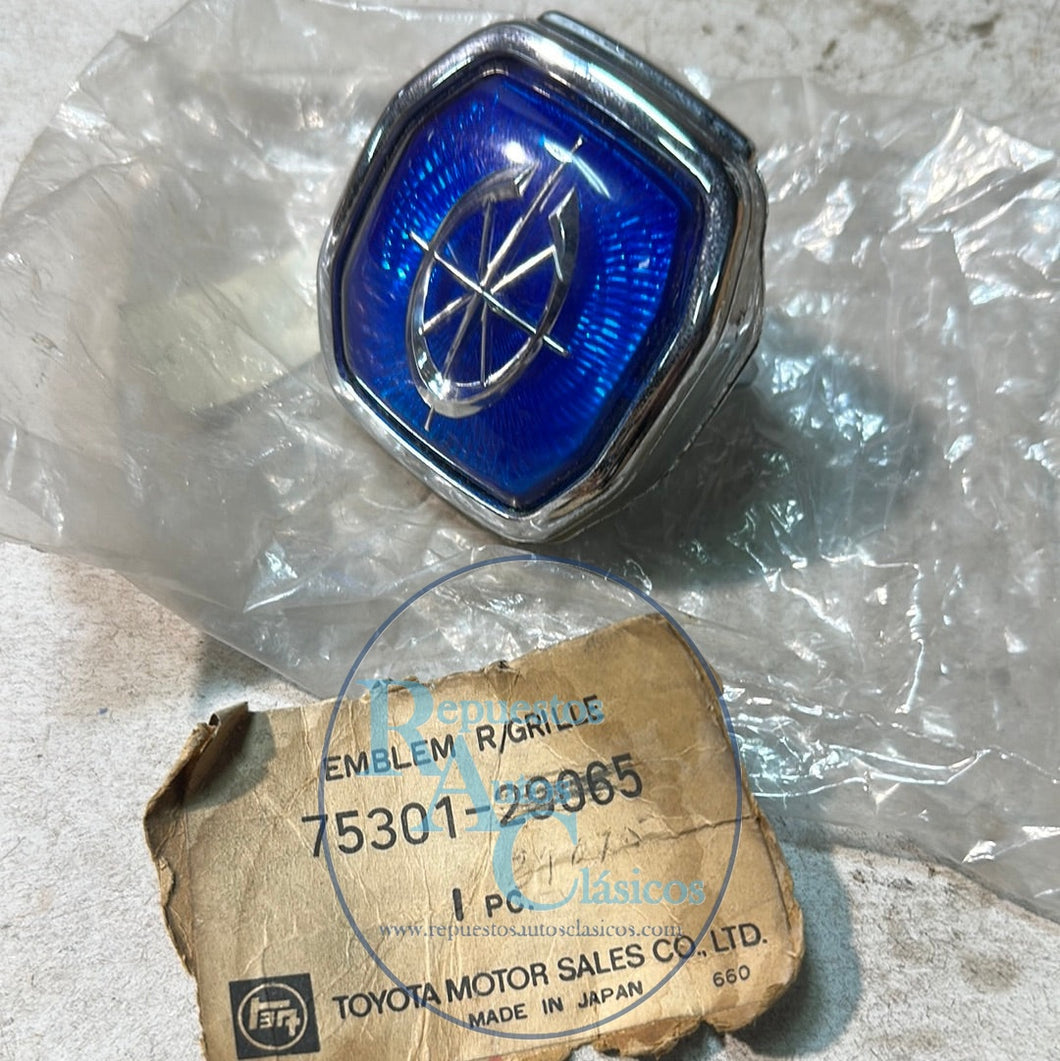 EMBLEM R/GRILLE
75301-29065
1 PC.
TOYOTA MOTOR SALES CO., LTD.
MADE IN JAPAN 660
Repuestos
Autos
Clásicos
www.repuestosautosclasicos.com